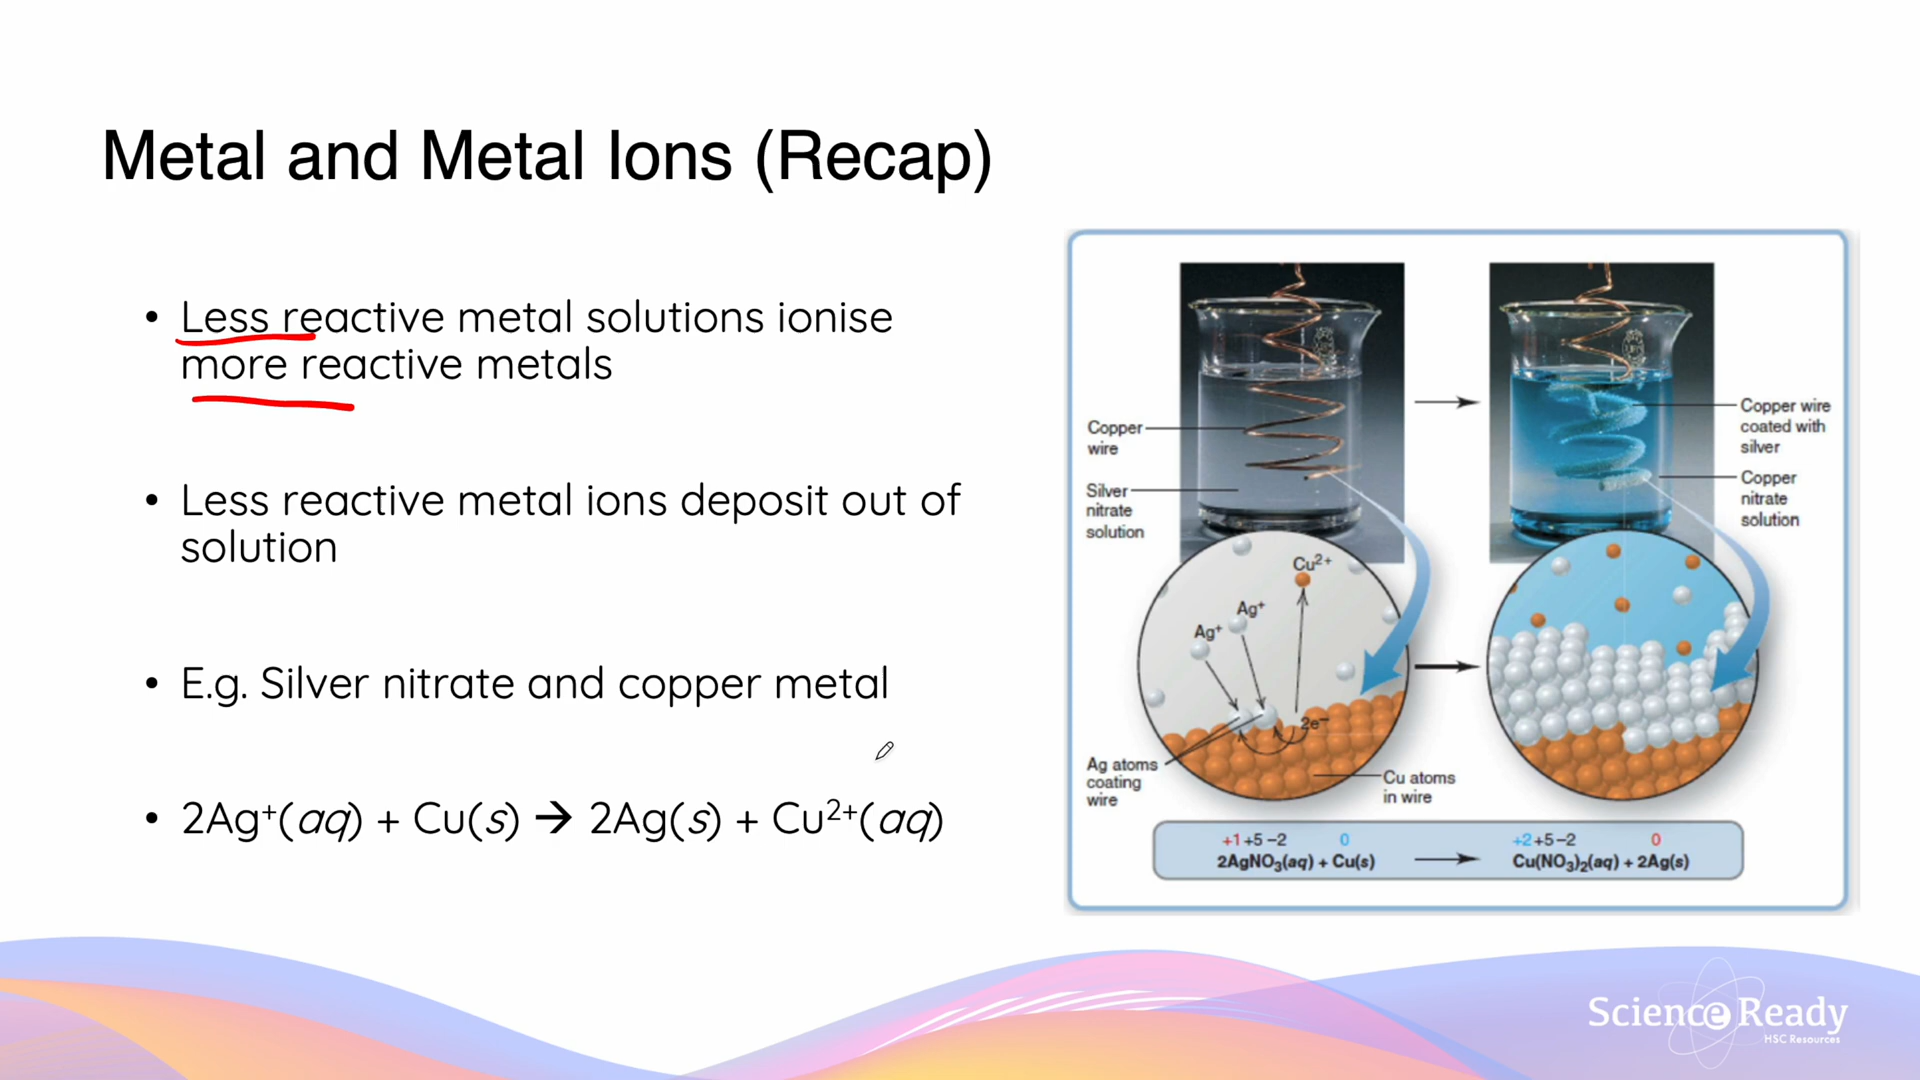 Metal and Metal Ions (Recap)
• Less reactive metal solutions ionise
more reactive metals
• Less reactive metal ions deposit out of
solution
• E.g. Silver nitrate and copper metal
• 2Ag⁺(aq) + Cu(s) → 2Ag(s) + Cu²⁺(aq)
Copper
wire
Silver
nitrate
solution
Copper wire
coated with
silver
Copper
nitrate
solution
Cu²⁺
Ag⁺
Ag⁺
2e⁻
Ag atoms
coating
wire
Cu atoms
in wire
+1 +5 −2 0 +2 +5 −2 0
2AgNO₃(aq) + Cu(s) → Cu(NO₃)₂(aq) + 2Ag(s)
Science Ready
HSC Resources